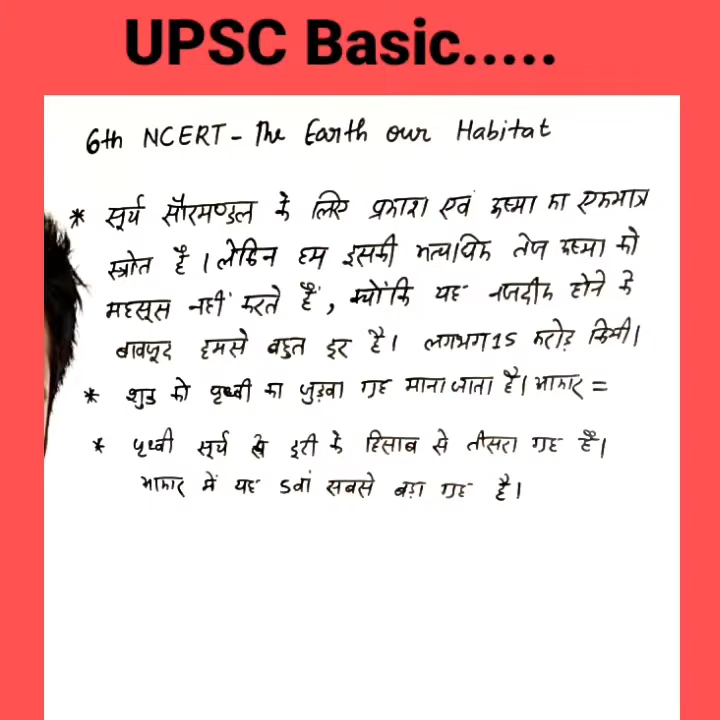 UPSC Basic.....
6th NCERT - The Earth our Habitat
* सूर्य सौरमण्डल के लिए प्रकाश एवं ऊष्मा का एकमात्र
स्त्रोत है । लेकिन हम इसकी अत्यधिक तेज ऊष्मा को
महसूस नहीं करते हैं, क्योंकि यह नजदीक होने के
बावजूद हमसे बहुत दूर है। लगभग 15 करोड़ किमी।
* शुक्र को पृथ्वी का जुड़वा ग्रह माना जाता है। आकार =
* पृथ्वी सूर्य से दूरी के हिसाब से तीसरा ग्रह है।
आकार में यह 5वां सबसे बड़ा ग्रह है।